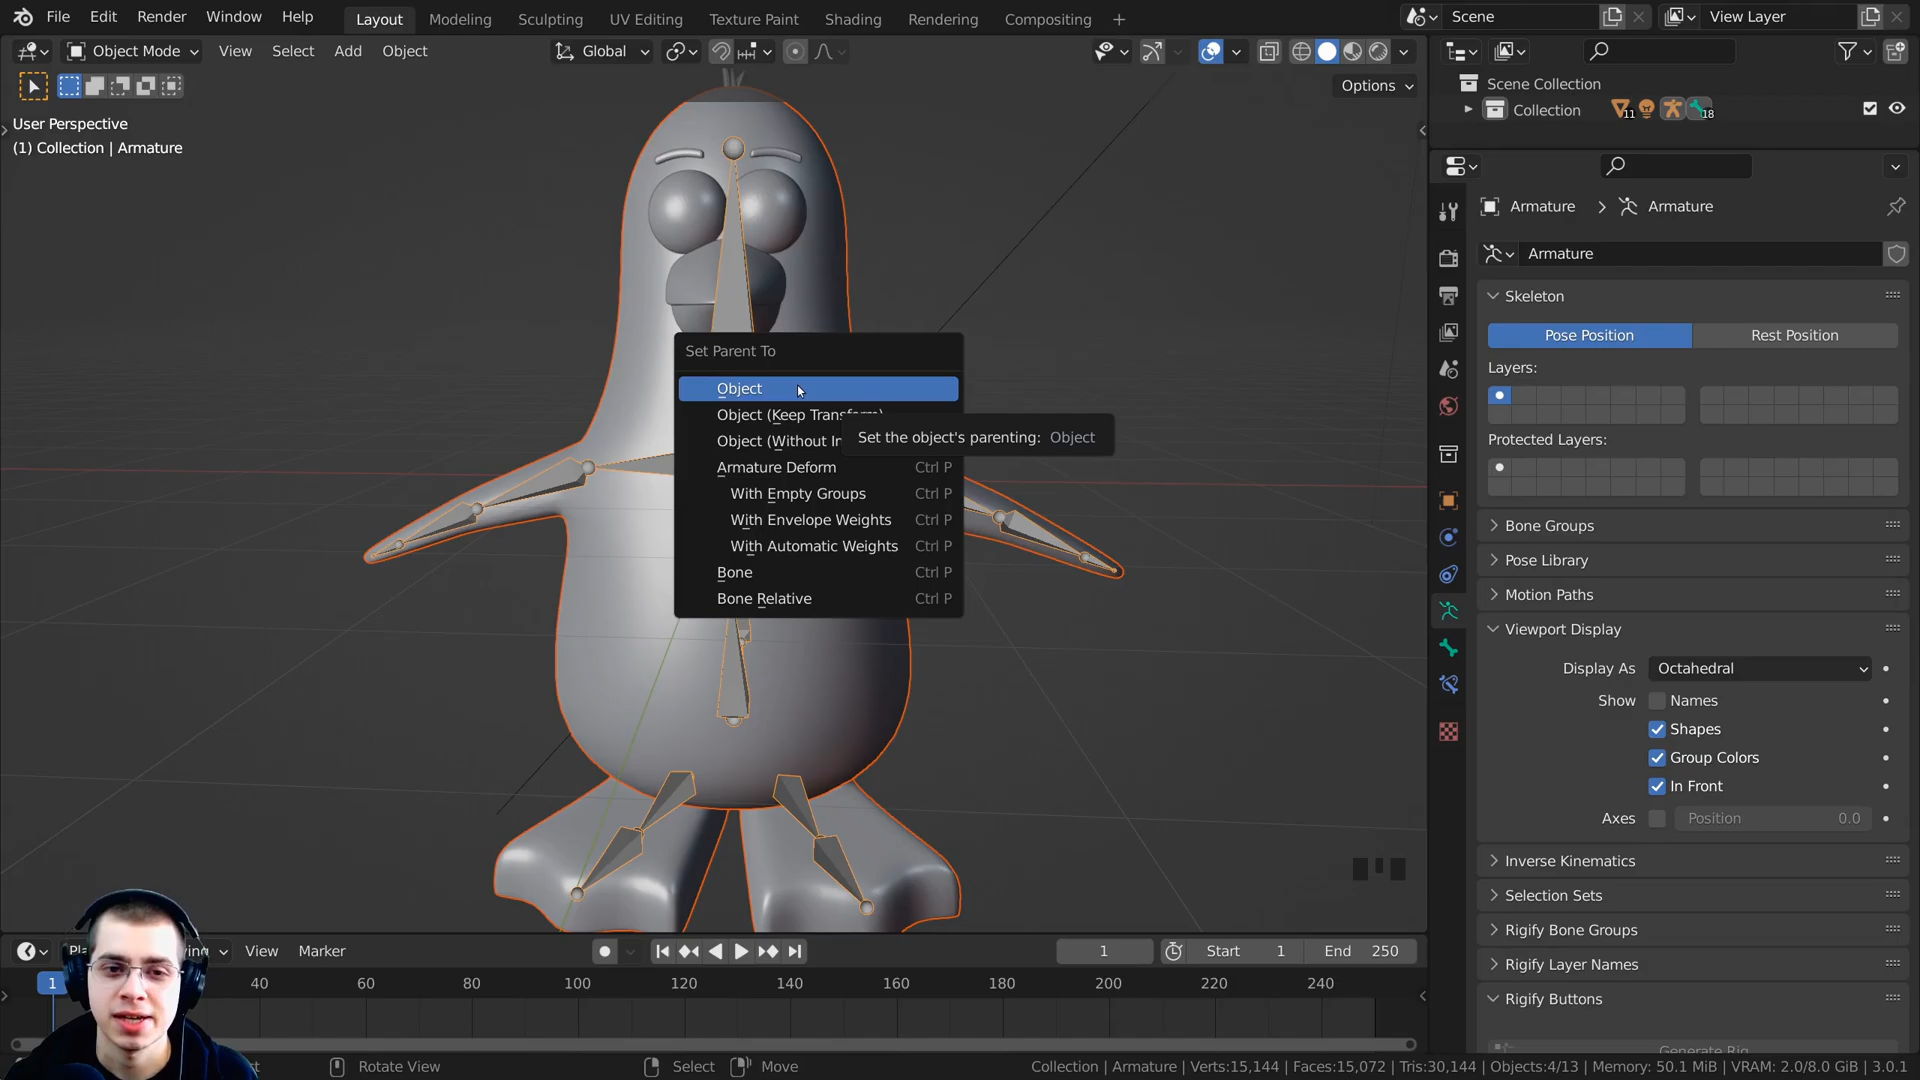 File Edit Render Window Help Layout Modeling Sculpting UV Editing Texture Paint Shading Rendering Compositing + Scene View Layer
Object Mode View Select Add Object Global
Options
User Perspective
(1) Collection | Armature
Scene Collection
Collection 11 18
Armature > Armature
Armature
Skeleton
Pose Position Rest Position
Layers:
Protected Layers:
Bone Groups
Pose Library
Motion Paths
Viewport Display
Display As Octahedral
Show Names
Shapes
Group Colors
In Front
Axes Position 0.0
Inverse Kinematics
Selection Sets
Rigify Bone Groups
Rigify Layer Names
Rigify Buttons
Set Parent To
Object
Object (Keep Transform)
Set the object's parenting: Object
Armature Deform Ctrl P
With Empty Groups Ctrl P
With Envelope Weights Ctrl P
With Automatic Weights Ctrl P
Bone Ctrl P
Bone Relative Ctrl P
View Marker 1 Start 1 End 250
1 40 60 80 100 120 140 160 180 200 220 240
Rotate View Select Move Collection | Armature | Verts:15,144 | Faces:15,072 | Tris:30,144 | Objects:4/13 | Memory: 50.1 MiB | VRAM: 2.0/8.0 GiB | 3.0.1